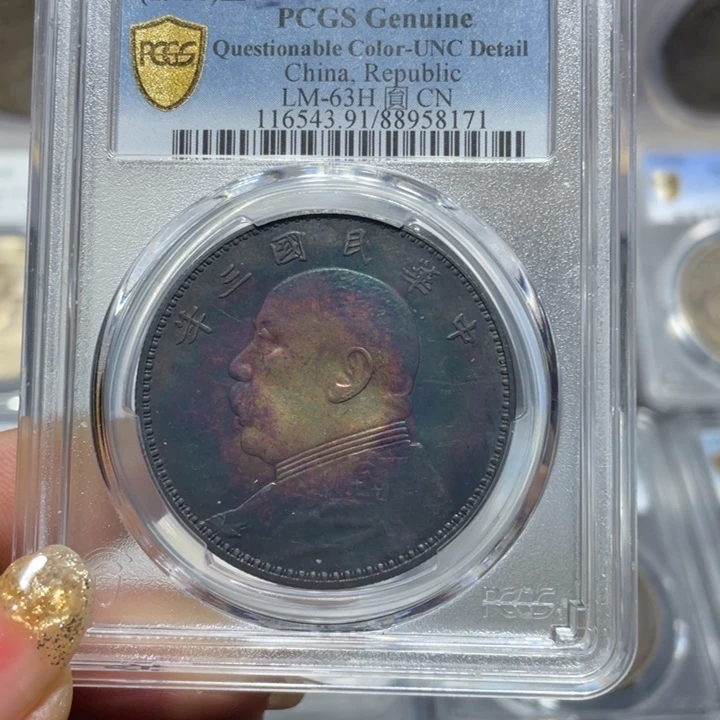 PCGS Genuine
PCGS
Questionable Color-UNC Detail
China, Republic
LM-63H 圓 CN
116543.91/88958171
年三國民華中
PCGS